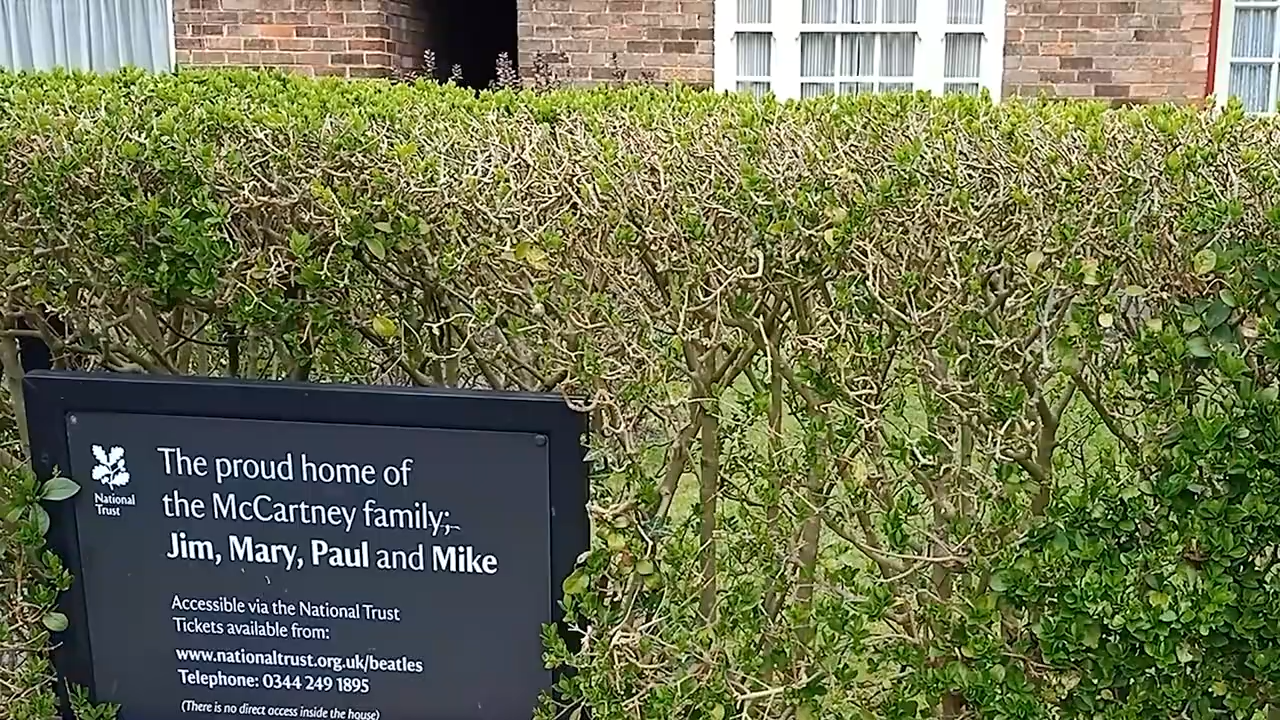 The proud home of
the McCartney family;
Jim, Mary, Paul and Mike
National
Trust
Accessible via the National Trust
Tickets available from:
www.nationaltrust.org.uk/beatles
Telephone: 0344 249 1895
(There is no direct access inside the house)